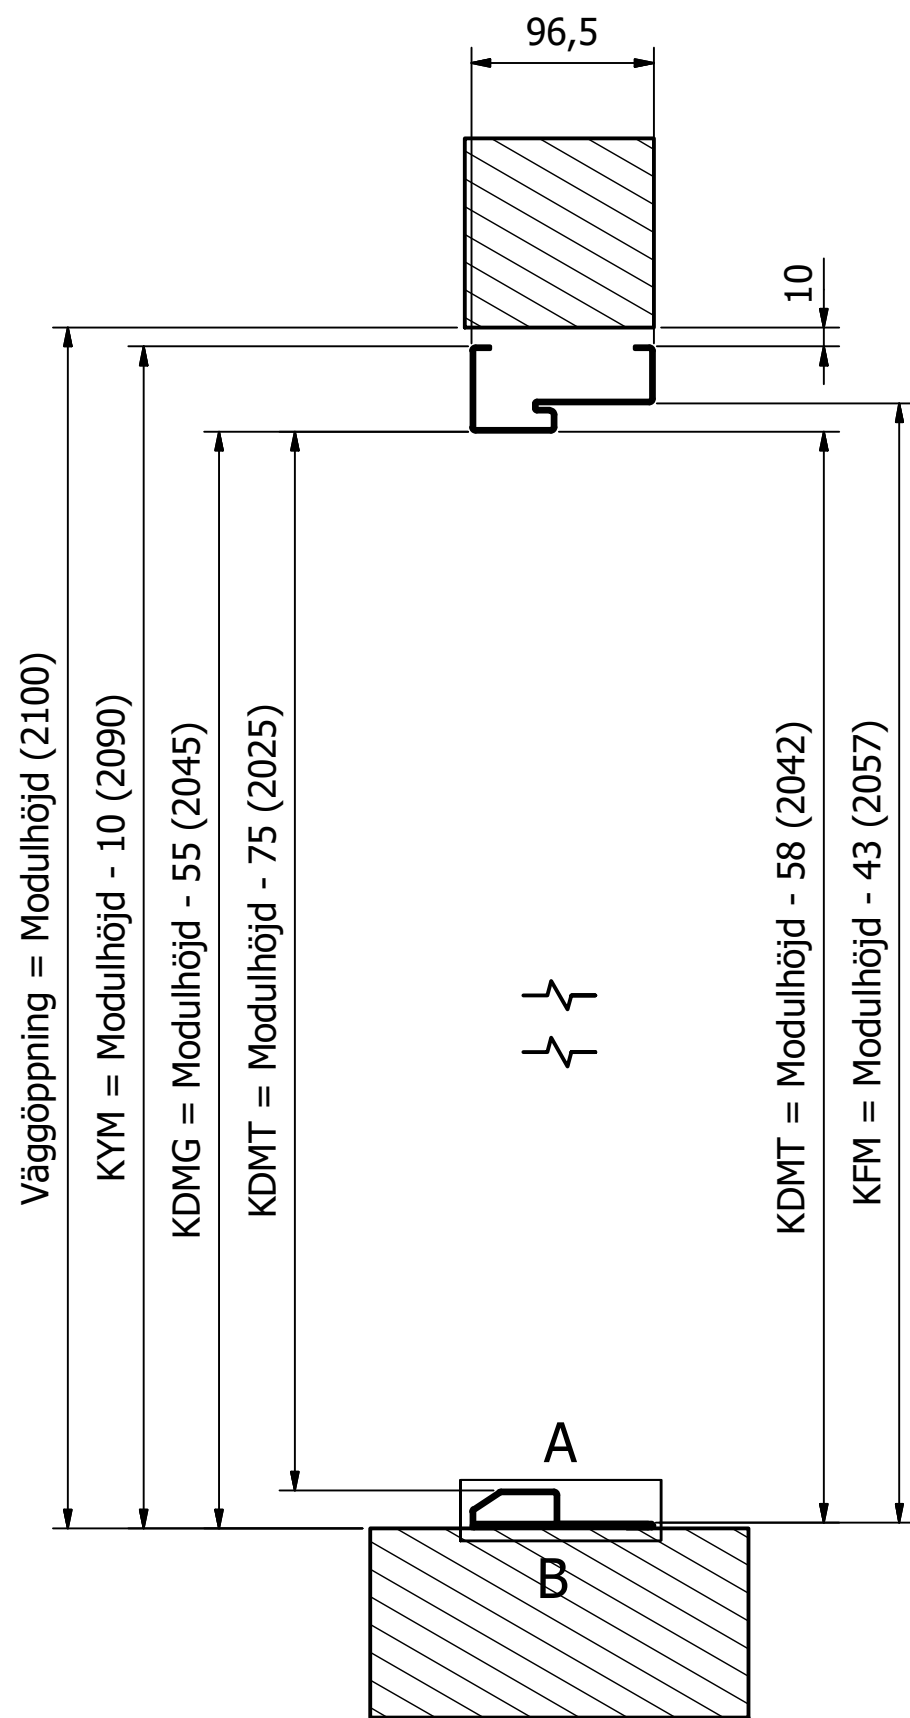 96,5
10
Väggöppning = Modulhöjd (2100)
KYM = Modulhöjd - 10 (2090)
KDMG = Modulhöjd - 55 (2045)
KDMT = Modulhöjd - 75 (2025)
KDMT = Modulhöjd - 58 (2042)
KFM = Modulhöjd - 43 (2057)
A
B